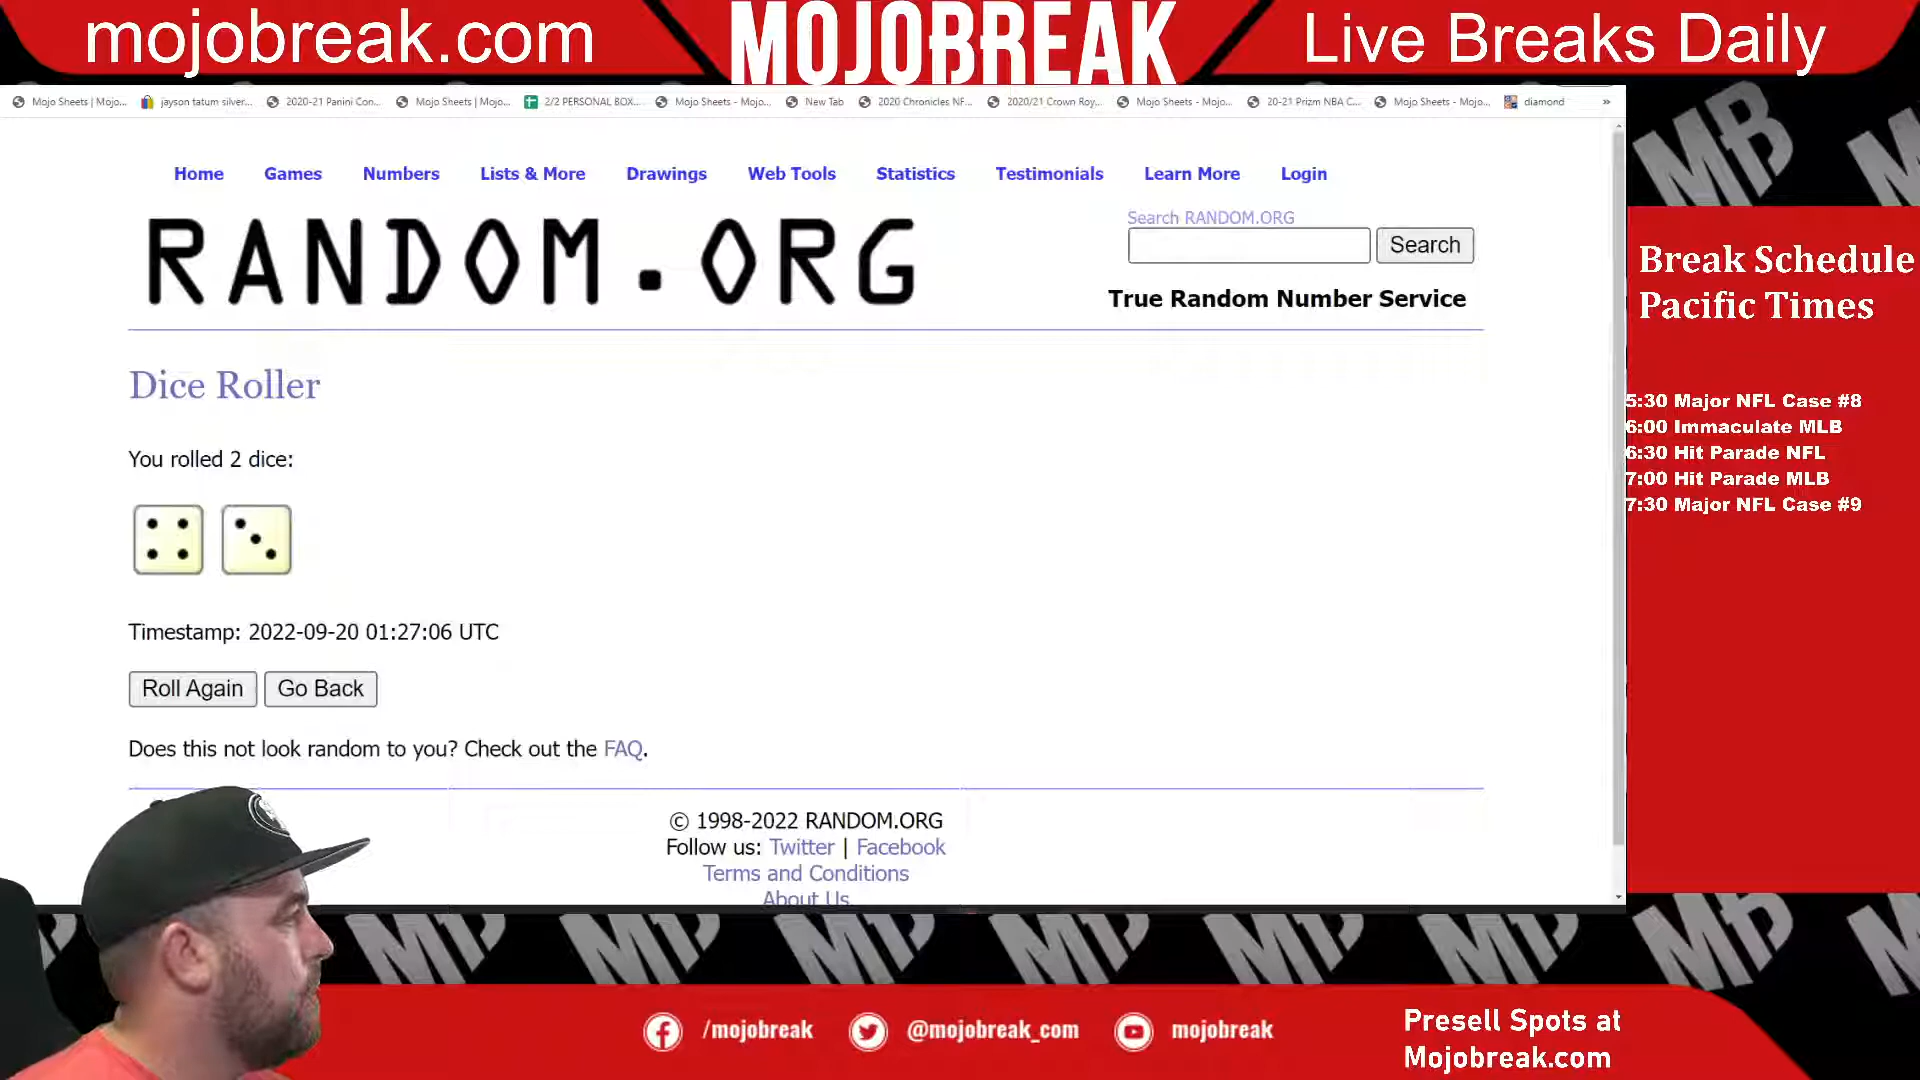 mojobreak.com
MOJOBREAK
Live Breaks Daily
Mojo Sheets | Mojo...
jayson tatum silver...
2020-21 Panini Con...
Mojo Sheets | Mojo...
2/2 PERSONAL BOX...
Mojo Sheets - Mojo...
New Tab
2020 Chronicles NF...
2020/21 Crown Roy...
Mojo Sheets - Mojo...
20-21 Prizm NBA C...
Mojo Sheets - Mojo...
diamond
»
Home
Games
Numbers
Lists & More
Drawings
Web Tools
Statistics
Testimonials
Learn More
Login
RANDOM.ORG
Search RANDOM.ORG
Search
True Random Number Service
Dice Roller
You rolled 2 dice:
Timestamp: 2022-09-20 01:27:06 UTC
Roll Again
Go Back
Does this not look random to you? Check out the FAQ.
© 1998-2022 RANDOM.ORG
Follow us: Twitter | Facebook
Terms and Conditions
About Us
Break Schedule
Pacific Times
5:30 Major NFL Case #8
6:00 Immaculate MLB
6:30 Hit Parade NFL
7:00 Hit Parade MLB
7:30 Major NFL Case #9
MB
/mojobreak
@mojobreak_com
mojobreak
Presell Spots at
Mojobreak.com